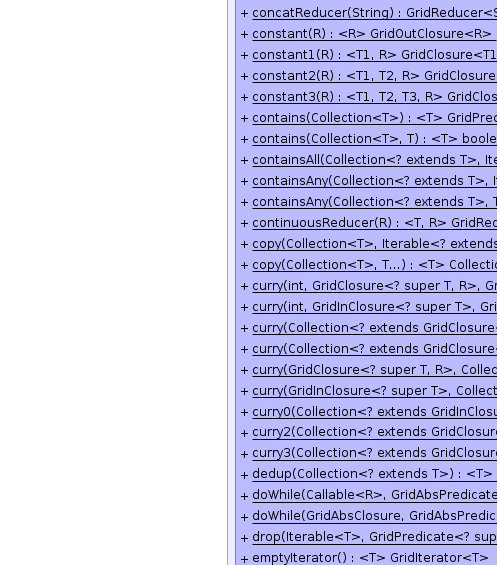 + concatReducer(String) : GridReducer<S
+ constant(R) : <R> GridOutClosure<R>
+ constant1(R) : <T1, R> GridClosure<T1
+ constant2(R) : <T1, T2, R> GridClosure
+ constant3(R) : <T1, T2, T3, R> GridClos
+ contains(Collection<T>) : <T> GridPred
+ contains(Collection<T>, T) : <T> boole
+ containsAll(Collection<? extends T>, Ite
+ containsAny(Collection<? extends T>, I
+ containsAny(Collection<? extends T>, T
+ continuousReducer(R) : <T, R> GridRed
+ copy(Collection<T>, Iterable<? extends
+ copy(Collection<T>, T...) : <T> Collecti
+ curry(int, GridClosure<? super T, R>, Gr
+ curry(int, GridInClosure<? super T>, Gri
+ curry(Collection<? extends GridClosure<
+ curry(Collection<? extends GridClosure<
+ curry(GridClosure<? super T, R>, Collec
+ curry(GridInClosure<? super T>, Collect
+ curry0(Collection<? extends GridInClosu
+ curry2(Collection<? extends GridClosure
+ curry3(Collection<? extends GridClosure
+ dedup(Collection<? extends T>) : <T>
+ doWhile(Callable<R>, GridAbsPredicate
+ doWhile(GridAbsClosure, GridAbsPredic
+ drop(Iterable<T>, GridPredicate<? sup
+ emptyIterator() : <T> GridIterator<T>